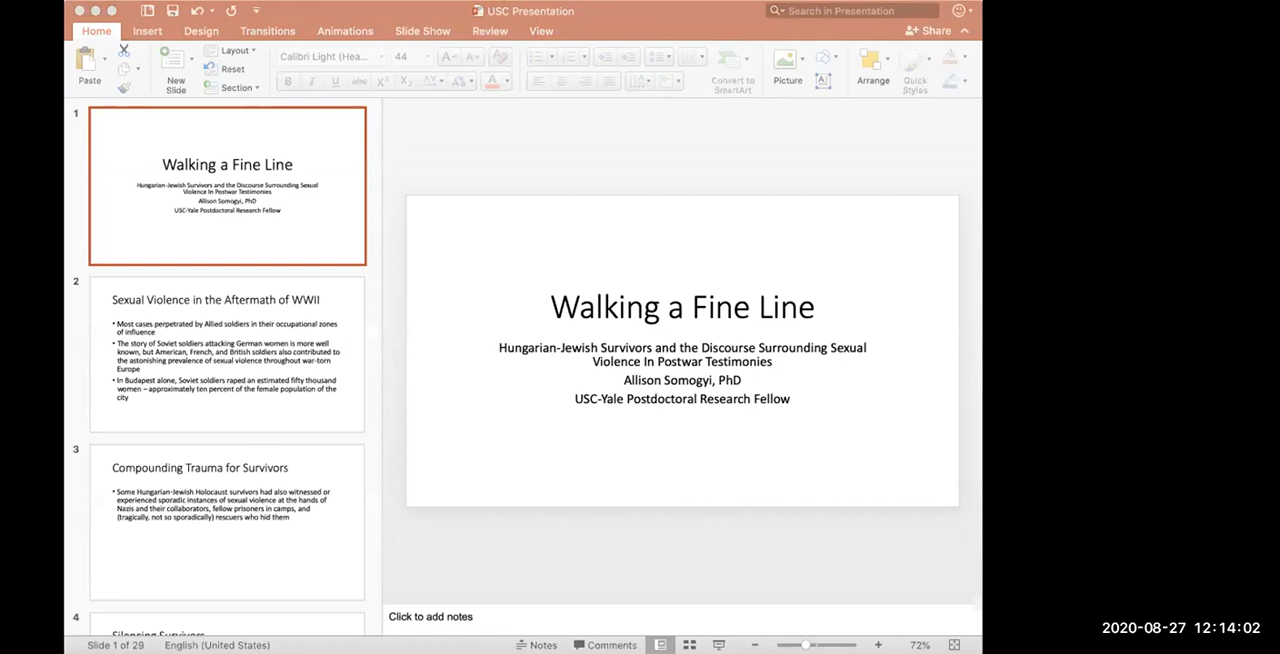 USC Presentation
Search in Presentation
Home Insert Design Transitions Animations Slide Show Review View
Share
Paste
New Slide
Layout
Reset
Section
Calibri Light (Hea... 44
Convert to SmartArt
Picture
Arrange
Quick Styles
1
Walking a Fine Line
Hungarian-Jewish Survivors and the Discourse Surrounding Sexual
Violence In Postwar Testimonies
Allison Somogyi, PhD
USC-Yale Postdoctoral Research Fellow
2
Sexual Violence in the Aftermath of WWII
• Most cases perpetrated by Allied soldiers in their occupational zones
of influence
• The story of Soviet soldiers attacking German women is more well
known, but American, French, and British soldiers also contributed to
the astonishing prevalence of sexual violence throughout war-torn
Europe
• In Budapest alone, Soviet soldiers raped an estimated fifty thousand
women – approximately ten percent of the female population of the
city
3
Compounding Trauma for Survivors
• Some Hungarian-Jewish Holocaust survivors had also witnessed or
experienced sporadic instances of sexual violence at the hands of
Nazis and their collaborators, fellow prisoners in camps, and
(tragically, not so sporadically) rescuers who hid them
4
Silencing Survivors
Walking a Fine Line
Hungarian-Jewish Survivors and the Discourse Surrounding Sexual
Violence In Postwar Testimonies
Allison Somogyi, PhD
USC-Yale Postdoctoral Research Fellow
Click to add notes
Slide 1 of 29 English (United States)
Notes Comments 72%
2020-08-27 12:14:02